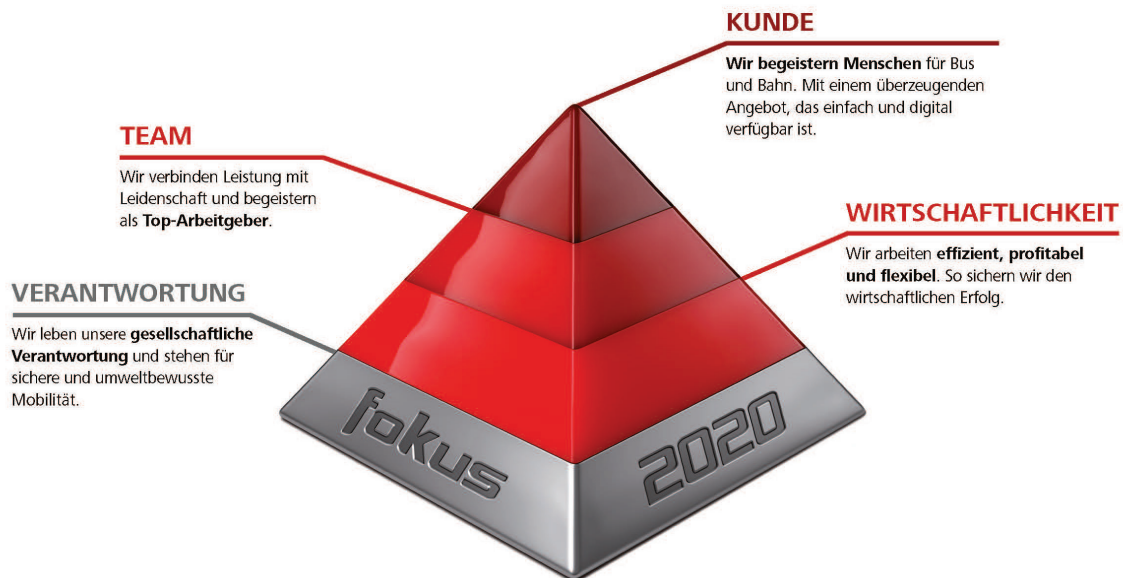 KUNDE
Wir begeistern Menschen für Bus
und Bahn. Mit einem überzeugenden
Angebot, das einfach und digital
verfügbar ist.
TEAM
Wir verbinden Leistung mit
Leidenschaft und begeistern
als Top-Arbeitgeber.
WIRTSCHAFTLICHKEIT
Wir arbeiten effizient, profitabel
und flexibel. So sichern wir den
wirtschaftlichen Erfolg.
VERANTWORTUNG
Wir leben unsere gesellschaftliche
Verantwortung und stehen für
sichere und umweltbewusste
Mobilität.
fokus 2020